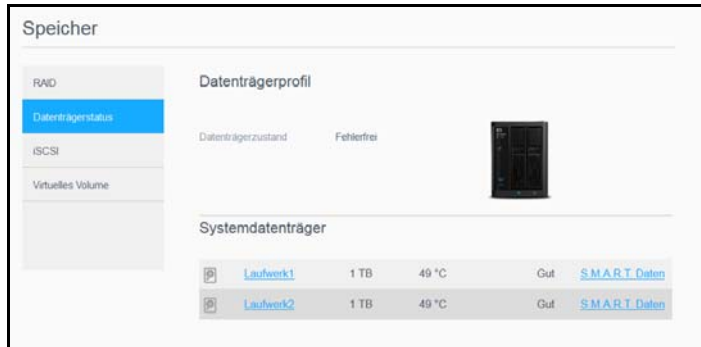 Speicher
RAID
Datenträgerstatus
iSCSI
Virtuelles Volume
Datenträgerprofil
Datenträgerzustand Fehlerfrei
Systemdatenträger
Laufwerk1 1 TB 49 °C Gut S.M.A.R.T. Daten
Laufwerk2 1 TB 49 °C Gut S.M.A.R.T. Daten